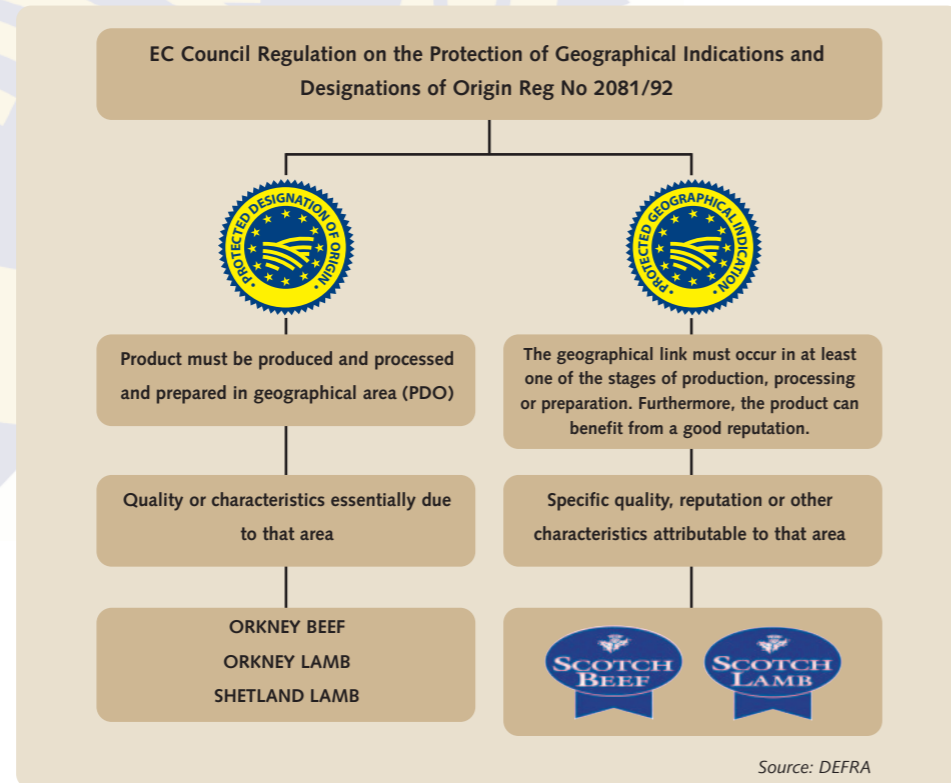 EC Council Regulation on the Protection of Geographical Indications and
Designations of Origin Reg No 2081/92
• PROTECTED DESIGNATION OF ORIGIN •
• PROTECTED GEOGRAPHICAL INDICATION •
Product must be produced and processed
and prepared in geographical area (PDO)
The geographical link must occur in at least
one of the stages of production, processing
or preparation. Furthermore, the product can
benefit from a good reputation.
Quality or characteristics essentially due
to that area
Specific quality, reputation or other
characteristics attributable to that area
ORKNEY BEEF
ORKNEY LAMB
SHETLAND LAMB
SCOTCH
BEEF
SCOTCH
LAMB
Source: DEFRA